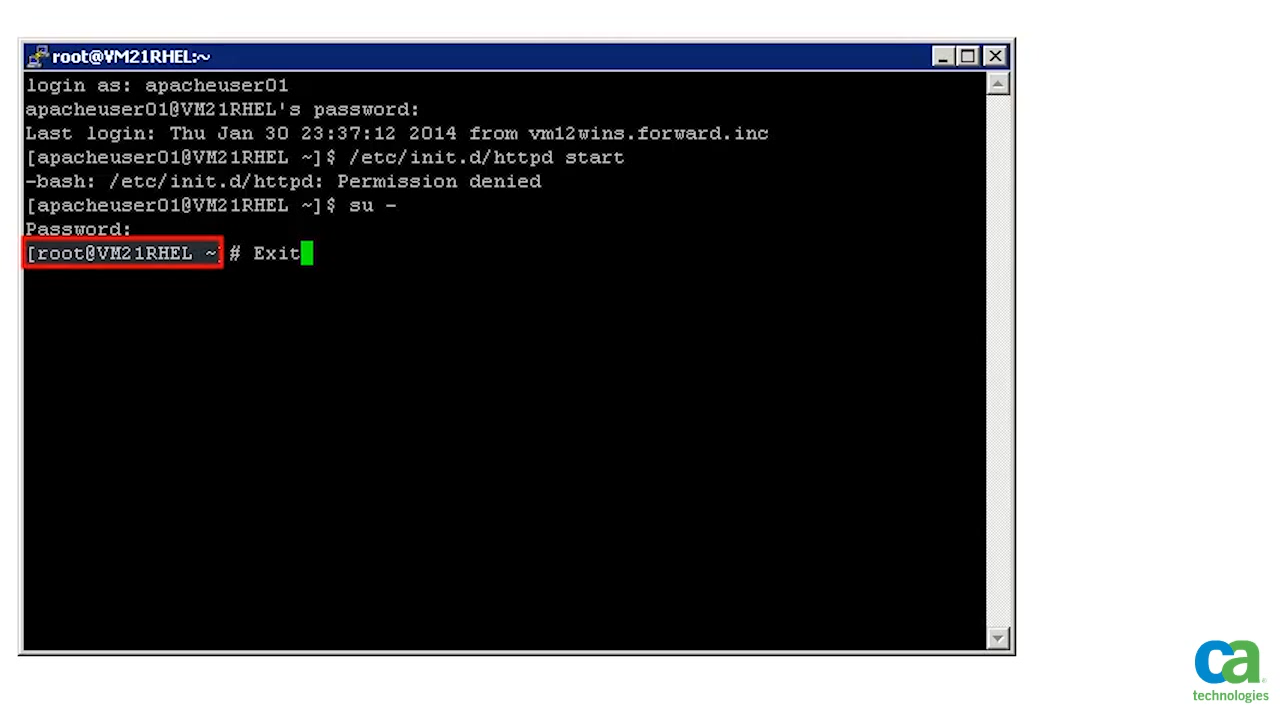 root@VM21RHEL:~
login as: apacheuser01
apacheuser01@VM21RHEL's password:
Last login: Thu Jan 30 23:37:12 2014 from vm12wins.forward.inc
[apacheuser01@VM21RHEL ~]$ /etc/init.d/httpd start
-bash: /etc/init.d/httpd: Permission denied
[apacheuser01@VM21RHEL ~]$ su -
Password:
[root@VM21RHEL ~]# Exit
ca
technologies